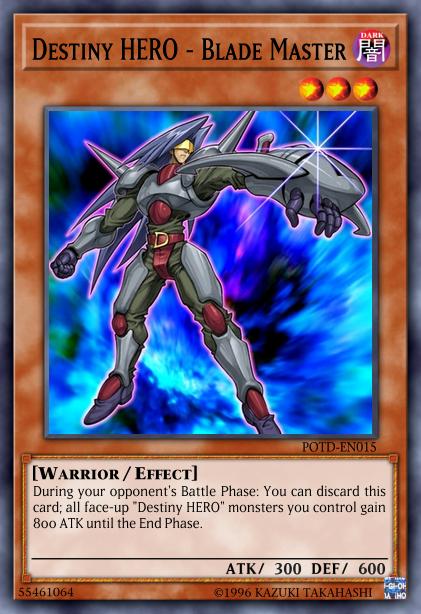 DESTINY HERO - BLADE MASTER
DARK
闇
POTD-EN015
[WARRIOR / EFFECT]
During your opponent's Battle Phase: You can discard this
card; all face-up "Destiny HERO" monsters you control gain
800 ATK until the End Phase.
ATK/ 300 DEF/ 600
55461064
©1996 KAZUKI TAKAHASHI